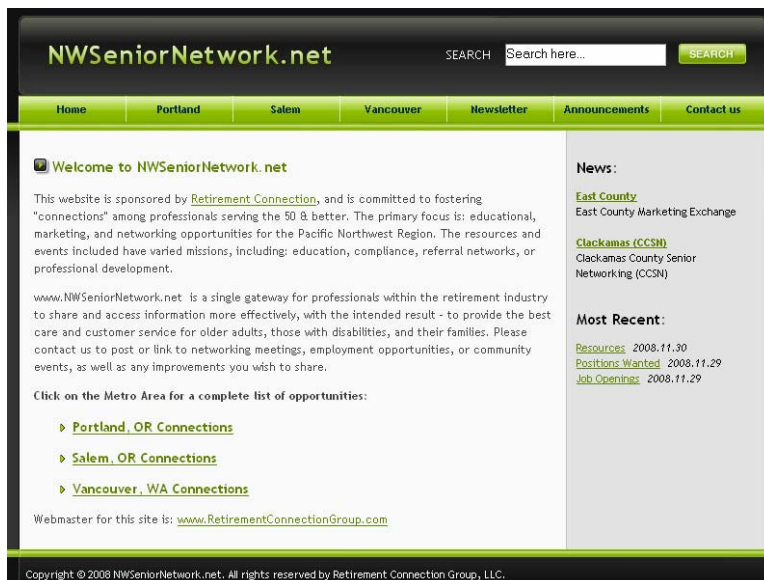 NWSeniorNetwork.net
SEARCH Search here... SEARCH
Home Portland Salem Vancouver Newsletter Announcements Contact us
Welcome to NWSeniorNetwork.net
This website is sponsored by Retirement Connection, and is committed to fostering
"connections" among professionals serving the 50 & better. The primary focus is: educational,
marketing, and networking opportunities for the Pacific Northwest Region. The resources and
events included have varied missions, including: education, compliance, referral networks, or
professional development.
www.NWSeniorNetwork.net is a single gateway for professionals within the retirement industry
to share and access information more effectively, with the intended result - to provide the best
care and customer service for older adults, those with disabilities, and their families. Please
contact us to post or link to networking meetings, employment opportunities, or community
events, as well as any improvements you wish to share.
Click on the Metro Area for a complete list of opportunities:
Portland, OR Connections
Salem, OR Connections
Vancouver, WA Connections
Webmaster for this site is: www.RetirementConnectionGroup.com
News:
East County
East County Marketing Exchange
Clackamas (CCSN)
Clackamas County Senior
Networking (CCSN)
Most Recent:
Resources 2008.11.30
Positions Wanted 2008.11.29
Job Openings 2008.11.29
Copyright © 2008 NWSeniorNetwork.net. All rights reserved by Retirement Connection Group, LLC.